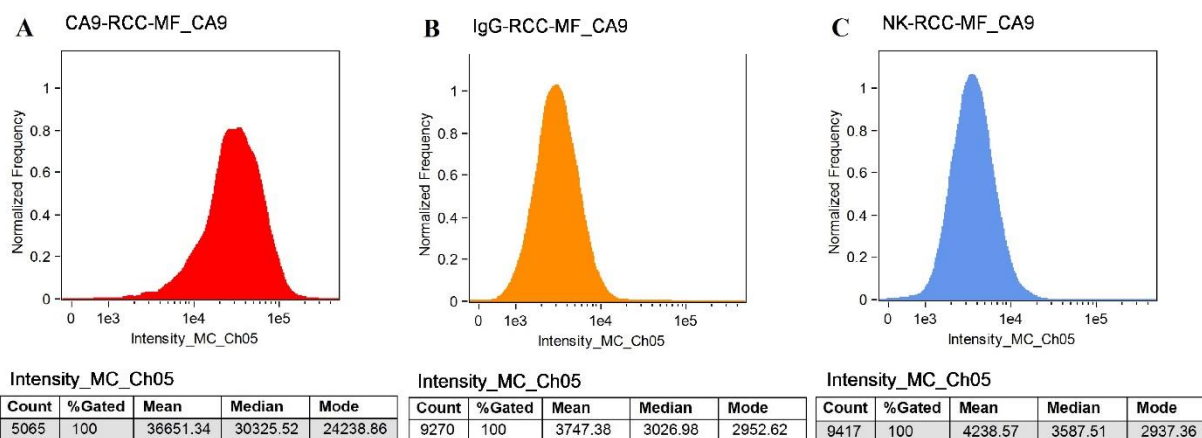 A CA9-RCC-MF_CA9
Normalized Frequency
1
0.8
0.6
0.4
0.2
0
0 1e3 1e4 1e5
Intensity_MC_Ch05
Intensity_MC_Ch05
Count %Gated Mean Median Mode
5065 100 36651.34 30325.52 24238.86
B IgG-RCC-MF_CA9
Normalized Frequency
1
0.8
0.6
0.4
0.2
0
0 1e3 1e4 1e5
Intensity_MC_Ch05
Intensity_MC_Ch05
Count %Gated Mean Median Mode
9270 100 3747.38 3026.98 2952.62
C NK-RCC-MF_CA9
Normalized Frequency
1
0.8
0.6
0.4
0.2
0
0 1e3 1e4 1e5
Intensity_MC_Ch05
Intensity_MC_Ch05
Count %Gated Mean Median Mode
9417 100 4238.57 3587.51 2937.36